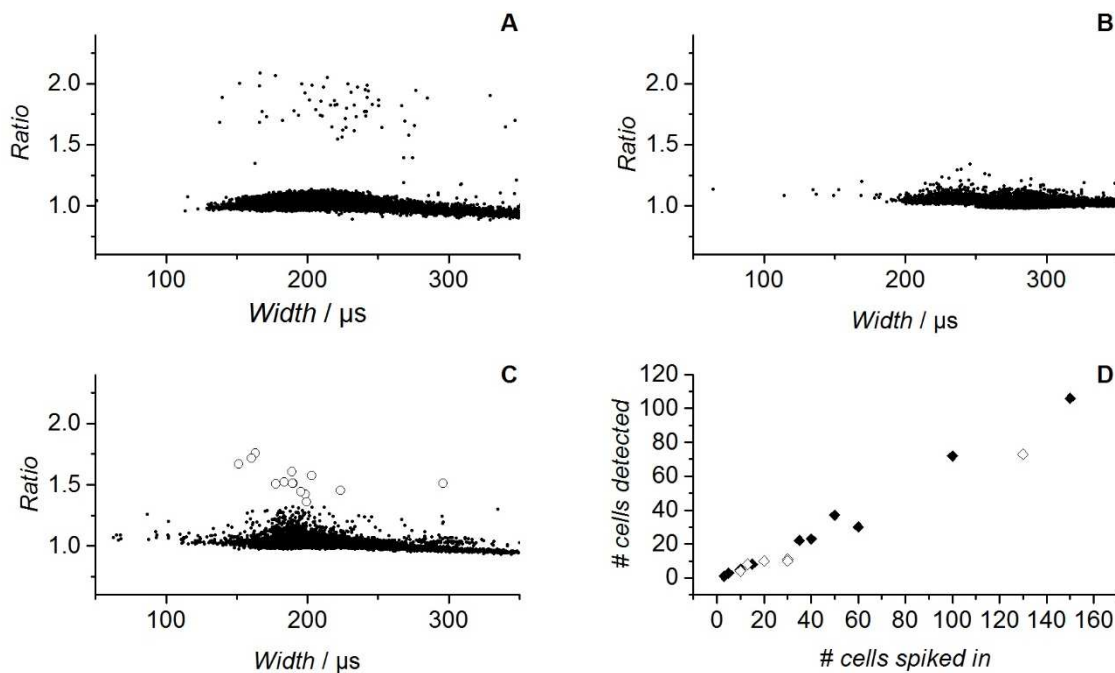 A
Ratio
2.0
1.5
1.0
100
200
300
Width / µs
B
Ratio
2.0
1.5
1.0
100
200
300
Width / µs
C
Ratio
2.0
1.5
1.0
100
200
300
Width / µs
D
# cells detected
120
100
80
60
40
20
0
0 20 40 60 80 100 120 140 160
# cells spiked in